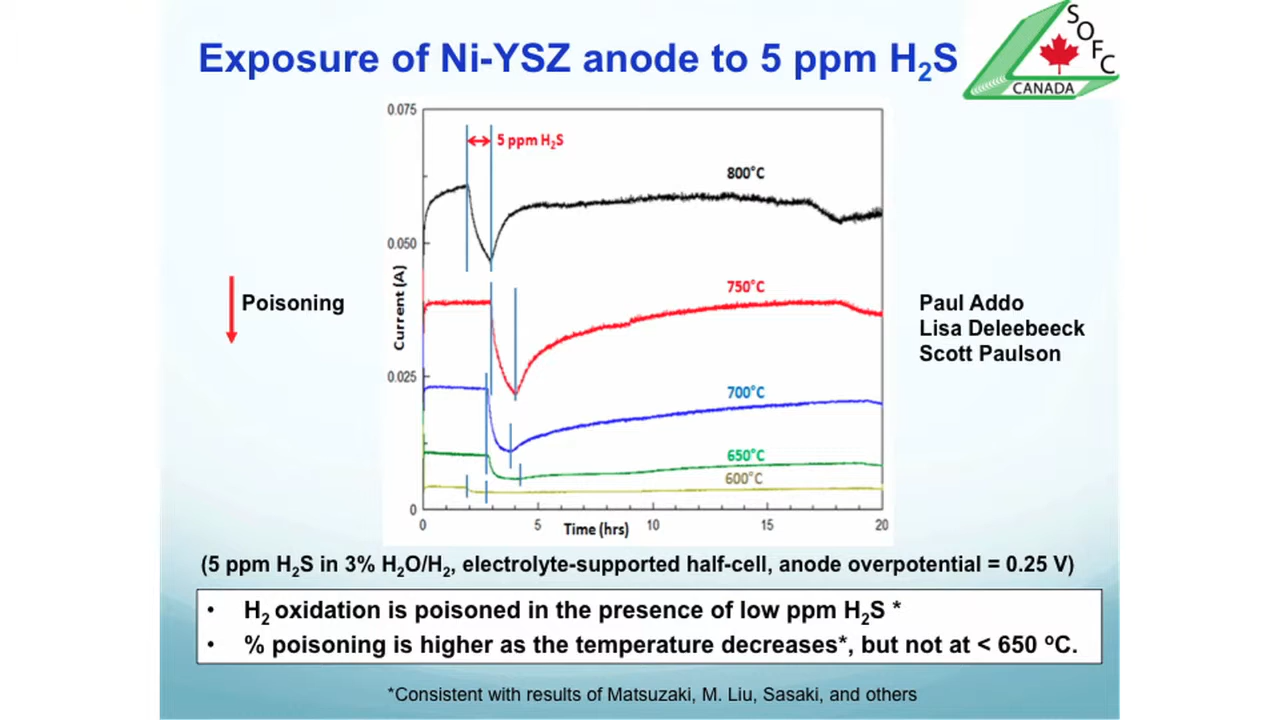 Exposure of Ni-YSZ anode to 5 ppm H₂S
SOFC
CANADA
0.075
5 ppm H₂S
800°C
0.050
Current (A)
750°C
Poisoning
Paul Addo
Lisa Deleebeeck
Scott Paulson
0.025
700°C
650°C
600°C
0
0 5 10 15 20
Time (hrs)
(5 ppm H₂S in 3% H₂O/H₂, electrolyte-supported half-cell, anode overpotential = 0.25 V)
• H₂ oxidation is poisoned in the presence of low ppm H₂S *
• % poisoning is higher as the temperature decreases*, but not at < 650 ºC.
*Consistent with results of Matsuzaki, M. Liu, Sasaki, and others